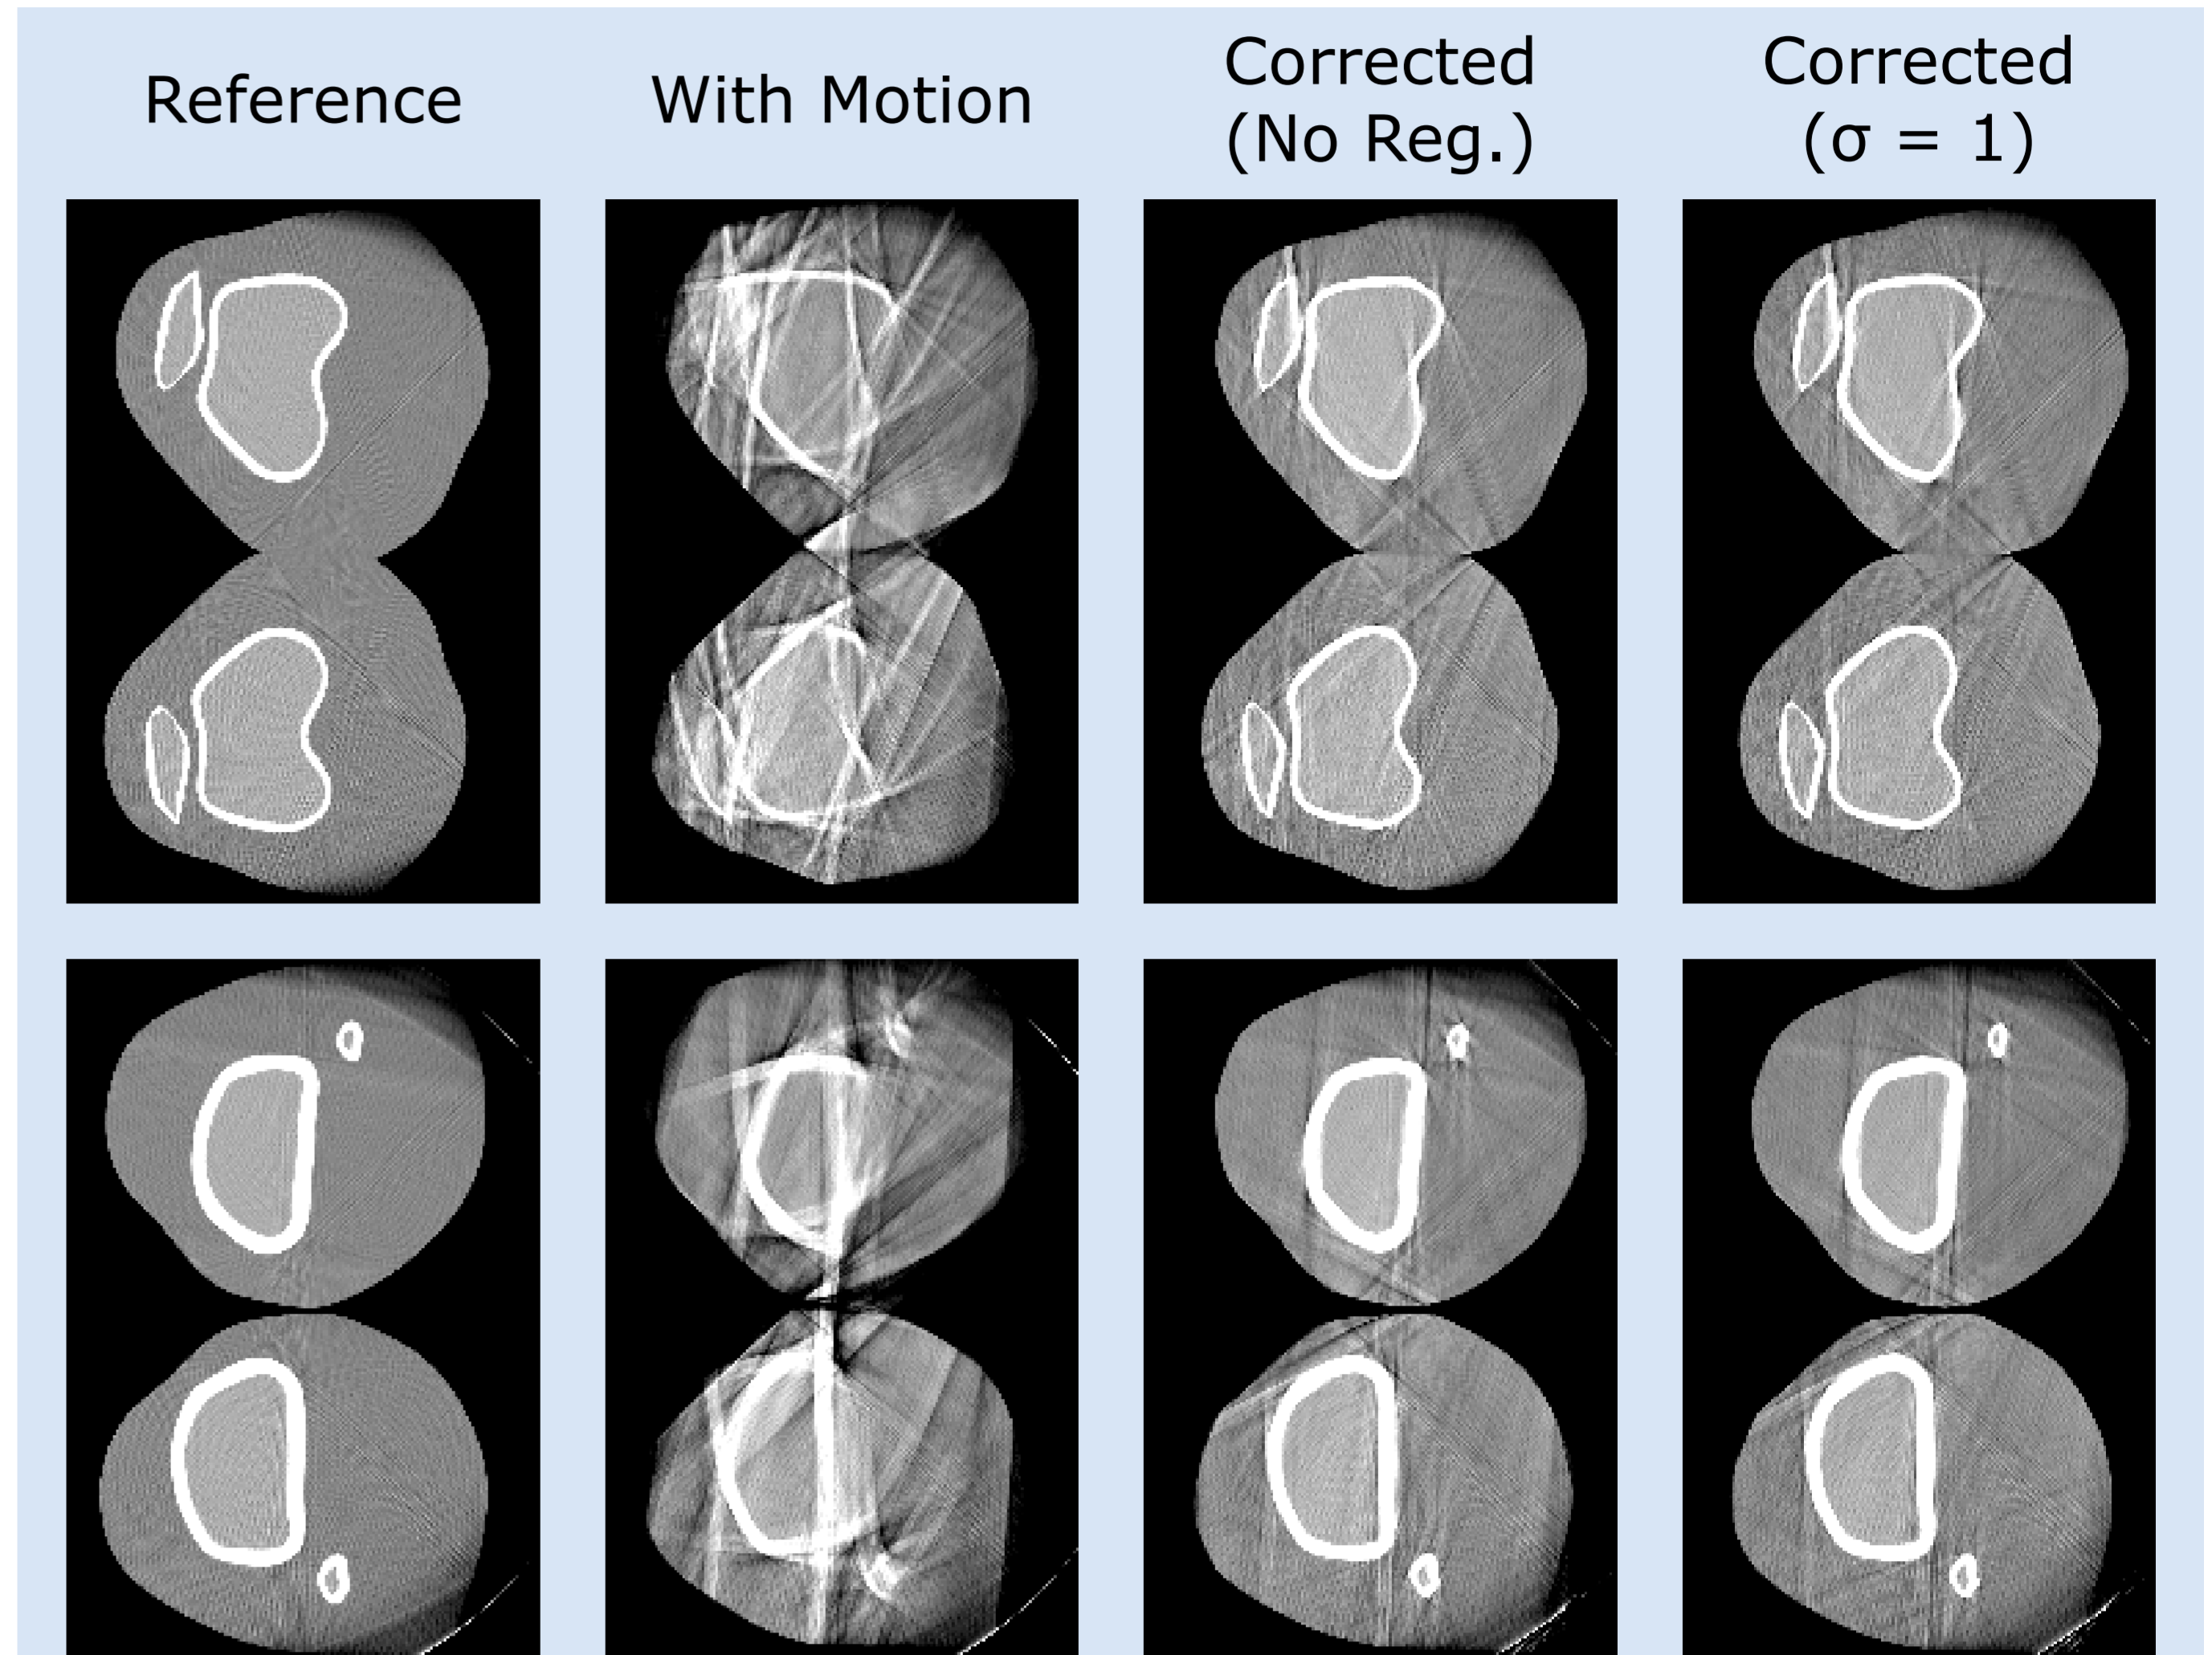 Reference
With Motion
Corrected
(No Reg.)
Corrected
(σ = 1)